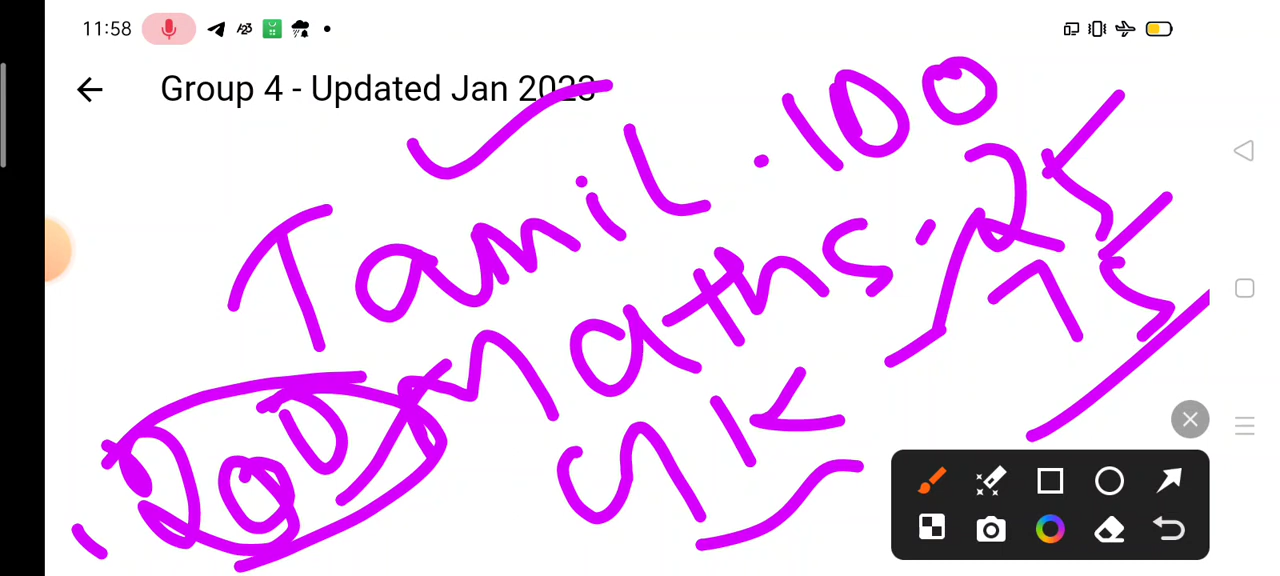 11:58
Group 4 - Updated Jan 2023
Tamil . 100
Maths . 25
GK - 75
200